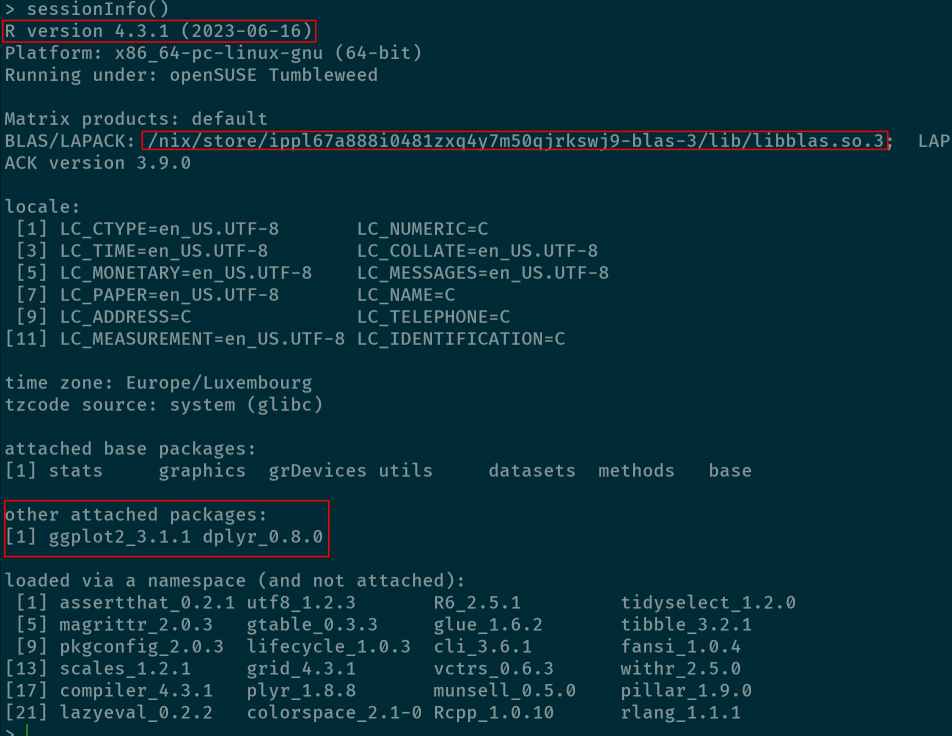 > sessionInfo()
R version 4.3.1 (2023-06-16)
Platform: x86_64-pc-linux-gnu (64-bit)
Running under: openSUSE Tumbleweed

Matrix products: default
BLAS/LAPACK: /nix/store/ippl67a888i0481zxq4y7m50qjrkswj9-blas-3/lib/libblas.so.3;  LAP
ACK version 3.9.0

locale:
 [1] LC_CTYPE=en_US.UTF-8       LC_NUMERIC=C
 [3] LC_TIME=en_US.UTF-8        LC_COLLATE=en_US.UTF-8
 [5] LC_MONETARY=en_US.UTF-8    LC_MESSAGES=en_US.UTF-8
 [7] LC_PAPER=en_US.UTF-8       LC_NAME=C
 [9] LC_ADDRESS=C               LC_TELEPHONE=C
[11] LC_MEASUREMENT=en_US.UTF-8 LC_IDENTIFICATION=C

time zone: Europe/Luxembourg
tzcode source: system (glibc)

attached base packages:
[1] stats     graphics  grDevices utils     datasets  methods   base

other attached packages:
[1] ggplot2_3.1.1 dplyr_0.8.0

loaded via a namespace (and not attached):
 [1] assertthat_0.2.1 utf8_1.2.3       R6_2.5.1         tidyselect_1.2.0
 [5] magrittr_2.0.3   gtable_0.3.3     glue_1.6.2       tibble_3.2.1
 [9] pkgconfig_2.0.3  lifecycle_1.0.3  cli_3.6.1        fansi_1.0.4
[13] scales_1.2.1     grid_4.3.1       vctrs_0.6.3      withr_2.5.0
[17] compiler_4.3.1   plyr_1.8.8       munsell_0.5.0    pillar_1.9.0
[21] lazyeval_0.2.2   colorspace_2.1-0 Rcpp_1.0.10      rlang_1.1.1
>